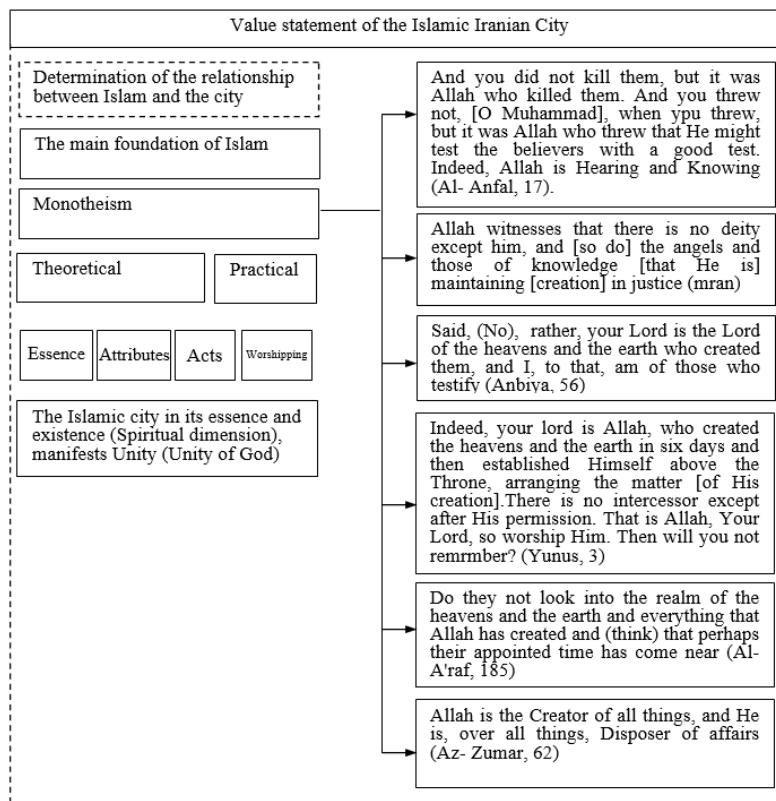 Value statement of the Islamic Iranian City
Determination of the relationship
between Islam and the city
The main foundation of Islam
Monotheism
Theoretical
Practical
Essence
Attributes
Acts
Worshipping
The Islamic city in its essence and
existence (Spiritual dimension),
manifests Unity (Unity of God)
And you did not kill them, but it was
Allah who killed them. And you threw
not, [O Muhammad], when ypu threw,
but it was Allah who threw that He might
test the believers with a good test.
Indeed, Allah is Hearing and Knowing
(Al- Anfal, 17).
Allah witnesses that there is no deity
except him, and [so do] the angels and
those of knowledge [that He is]
maintaining [creation] in justice (mran)
Said, (No), rather, your Lord is the Lord
of the heavens and the earth who created
them, and I, to that, am of those who
testify (Anbiya, 56)
Indeed, your lord is Allah, who created
the heavens and the earth in six days and
then established Himself above the
Throne, arranging the matter [of His
creation].There is no intercessor except
after His permission. That is Allah, Your
Lord, so worship Him. Then will you not
remrmber? (Yunus, 3)
Do they not look into the realm of the
heavens and the earth and everything that
Allah has created and (think) that perhaps
their appointed time has come near (Al-
A'raf, 185)
Allah is the Creator of all things, and He
is, over all things, Disposer of affairs
(Az- Zumar, 62)